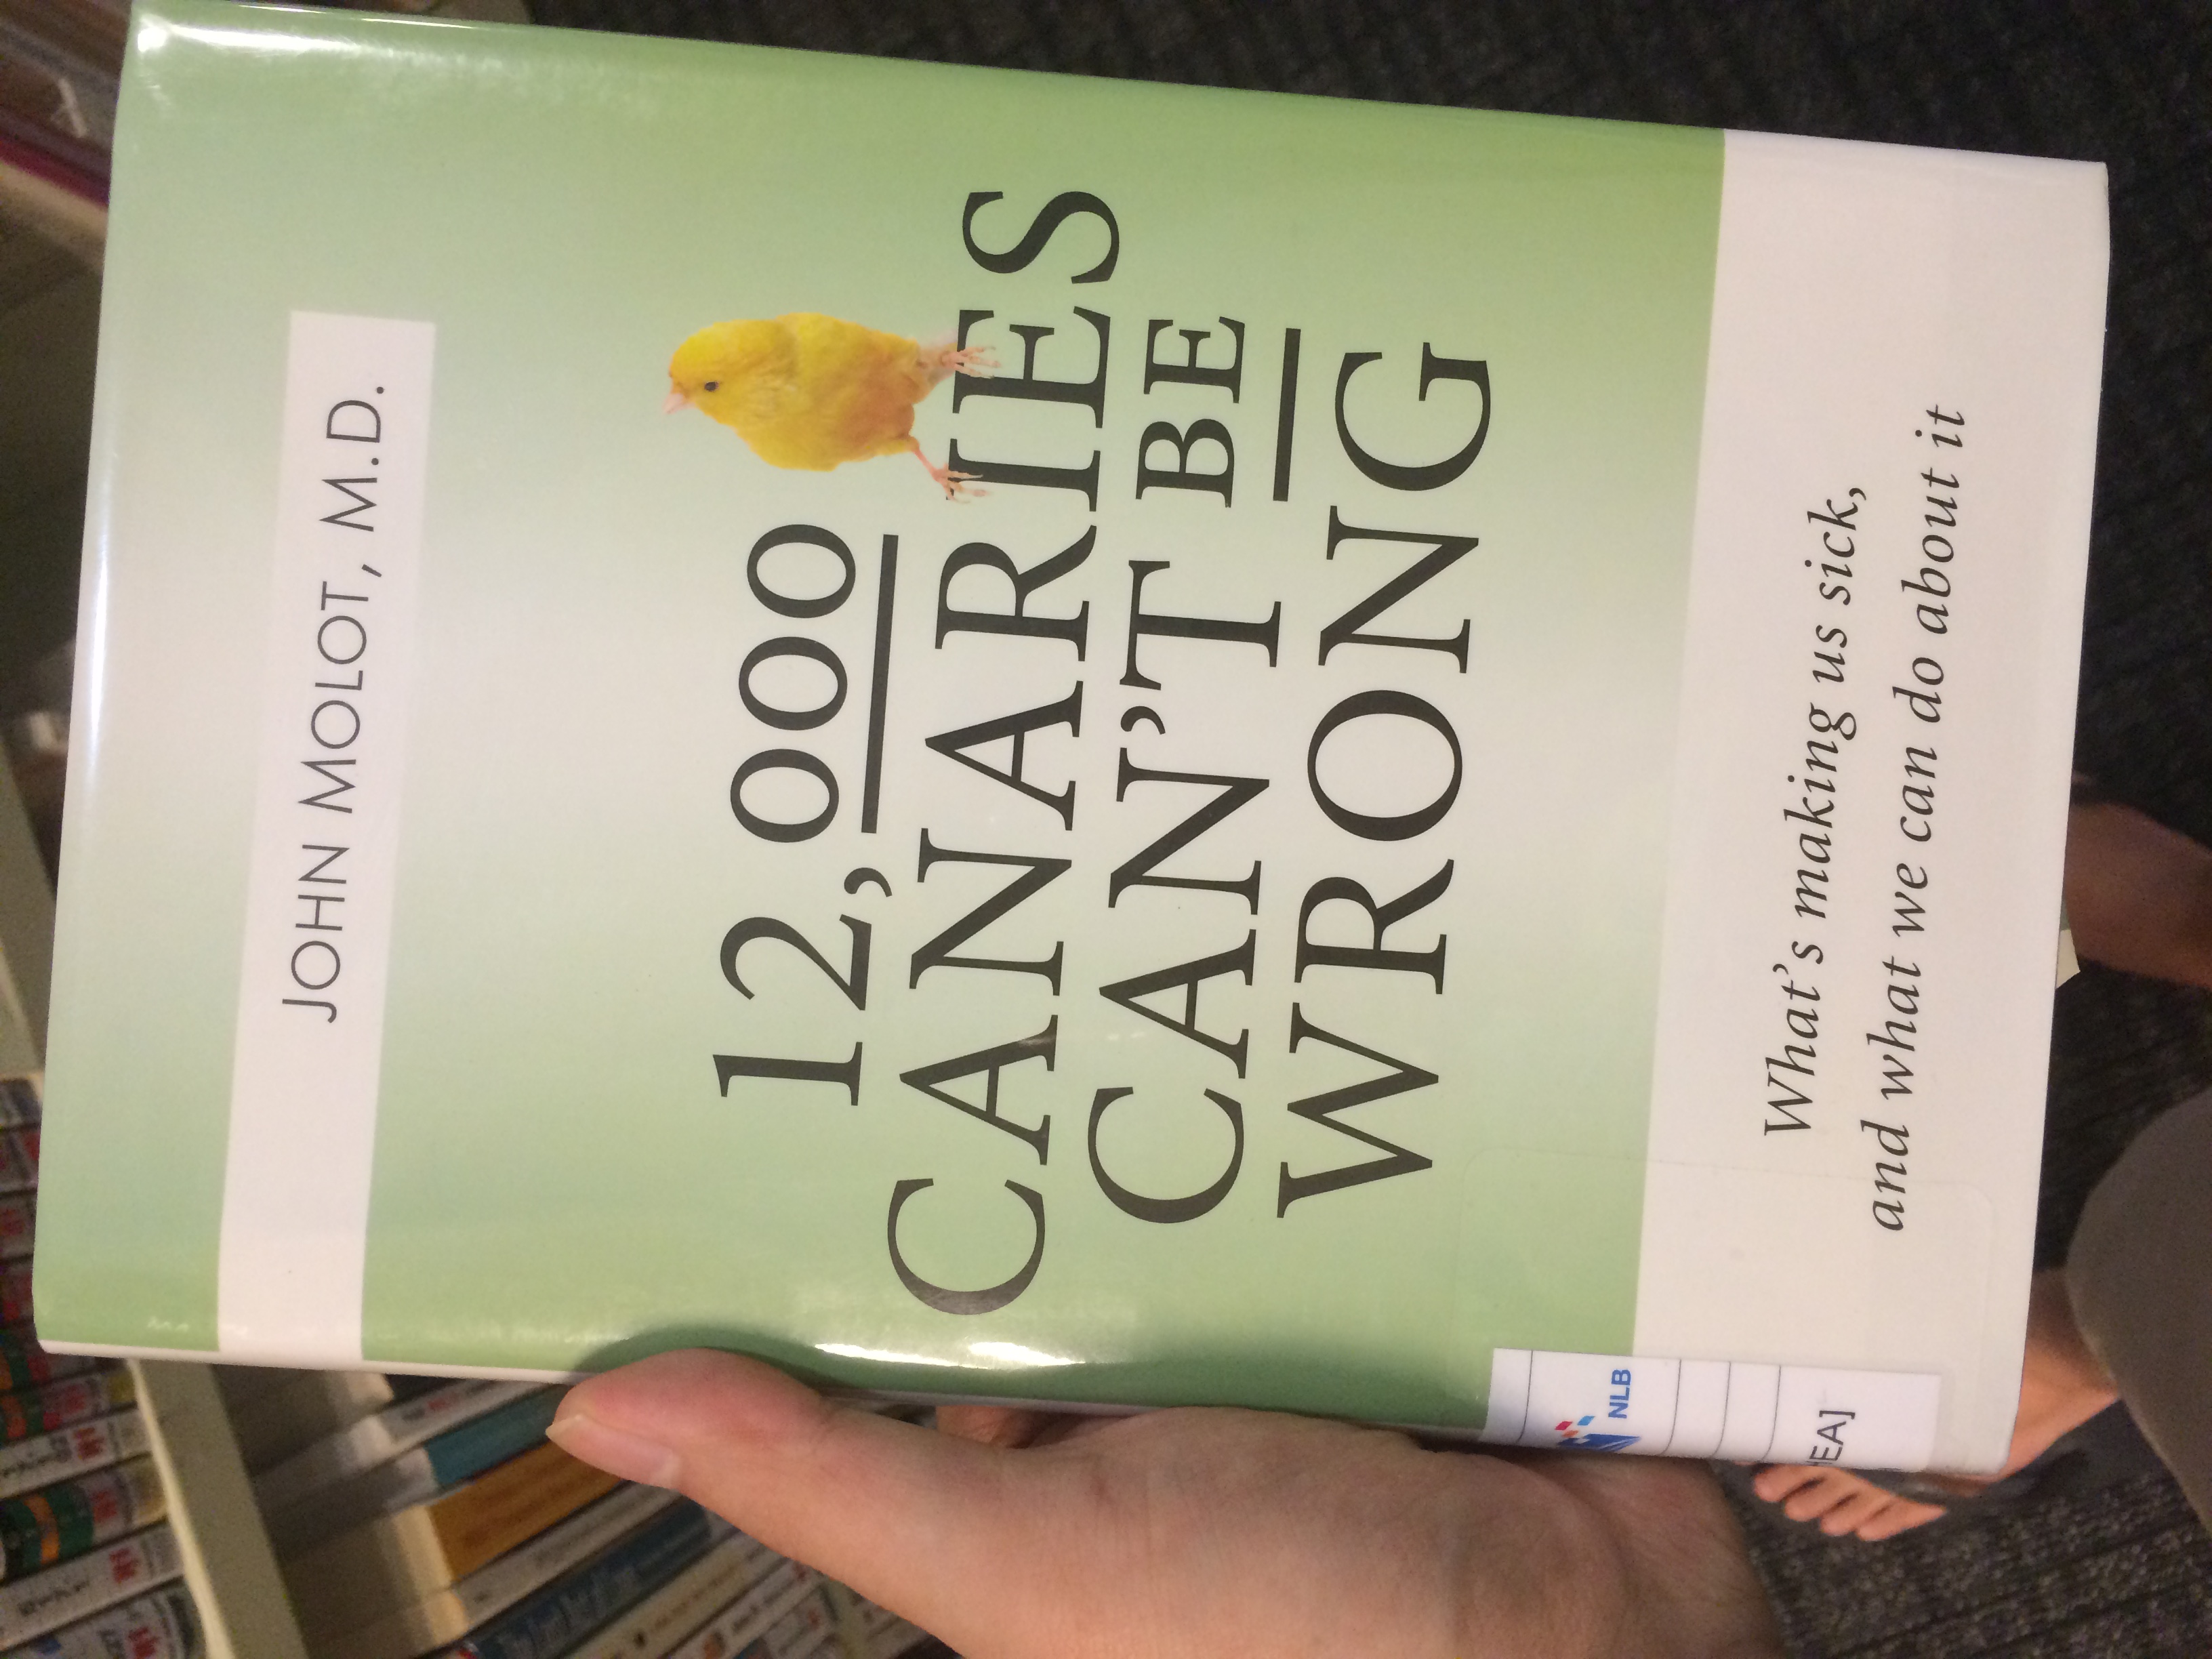 JOHN MOLOT, M.D.
12,000
CANARIES
CAN'T BE
WRONG
What's making us sick,
and what we can do about it
NLB
HEA]